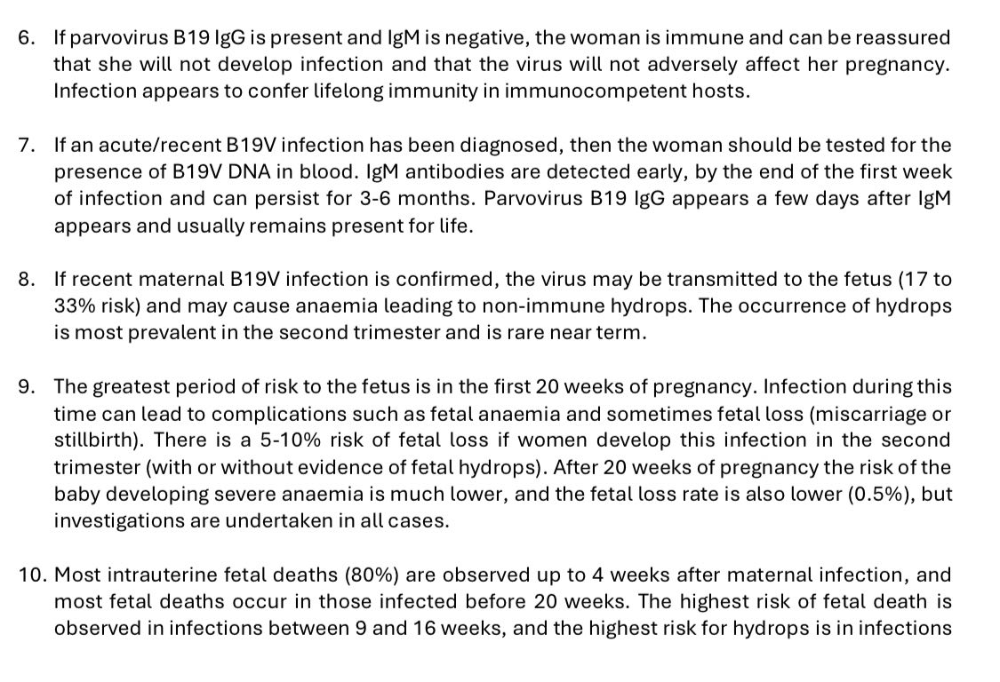 6. If parvovirus B19 IgG is present and IgM is negative, the woman is immune and can be reassured
that she will not develop infection and that the virus will not adversely affect her pregnancy.
Infection appears to confer lifelong immunity in immunocompetent hosts.
7. If an acute/recent B19V infection has been diagnosed, then the woman should be tested for the
presence of B19V DNA in blood. IgM antibodies are detected early, by the end of the first week
of infection and can persist for 3-6 months. Parvovirus B19 IgG appears a few days after IgM
appears and usually remains present for life.
8. If recent maternal B19V infection is confirmed, the virus may be transmitted to the fetus (17 to
33% risk) and may cause anaemia leading to non-immune hydrops. The occurrence of hydrops
is most prevalent in the second trimester and is rare near term.
9. The greatest period of risk to the fetus is in the first 20 weeks of pregnancy. Infection during this
time can lead to complications such as fetal anaemia and sometimes fetal loss (miscarriage or
stillbirth). There is a 5-10% risk of fetal loss if women develop this infection in the second
trimester (with or without evidence of fetal hydrops). After 20 weeks of pregnancy the risk of the
baby developing severe anaemia is much lower, and the fetal loss rate is also lower (0.5%), but
investigations are undertaken in all cases.
10. Most intrauterine fetal deaths (80%) are observed up to 4 weeks after maternal infection, and
most fetal deaths occur in those infected before 20 weeks. The highest risk of fetal death is
observed in infections between 9 and 16 weeks, and the highest risk for hydrops is in infections